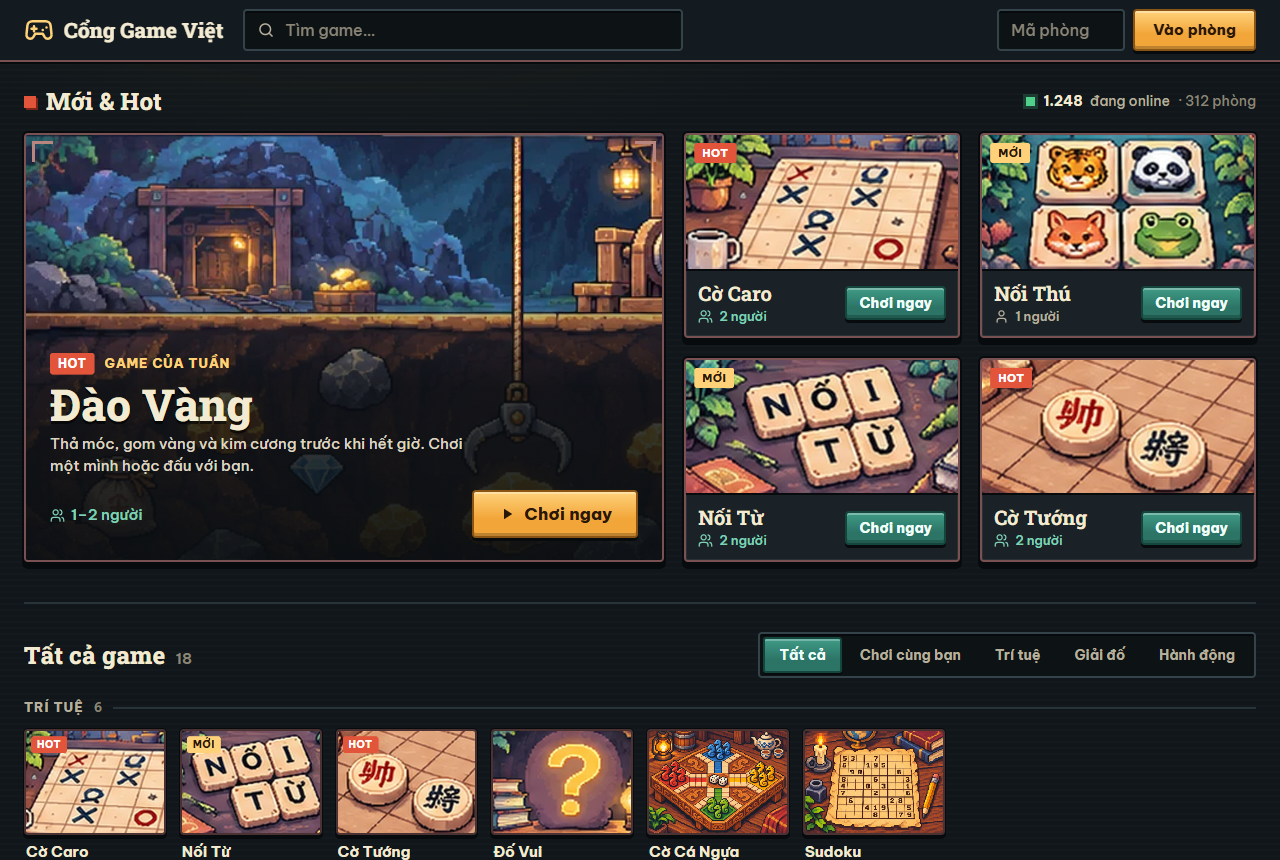 Cổng Game Việt
Tìm game...
Mã phòng
Vào phòng
Mới & Hot
1.248 đang online · 312 phòng
HOT GAME CỦA TUẦN
Đào Vàng
Thả móc, gom vàng và kim cương trước khi hết giờ. Chơi
một mình hoặc đấu với bạn.
1–2 người
Chơi ngay
HOT
Cờ Caro
2 người
Chơi ngay
MỚI
Nối Thú
1 người
Chơi ngay
MỚI
NỐI
TỪ
Nối Từ
2 người
Chơi ngay
HOT
帅
將
Cờ Tướng
2 người
Chơi ngay
Tất cả game 18
Tất cả
Chơi cùng bạn
Trí tuệ
Giải đố
Hành động
TRÍ TUỆ 6
HOT
Cờ Caro
MỚI
NỐI
TỪ
Nối Từ
HOT
帅
將
Cờ Tướng
?
Đố Vui
Cờ Cá Ngựa
Sudoku